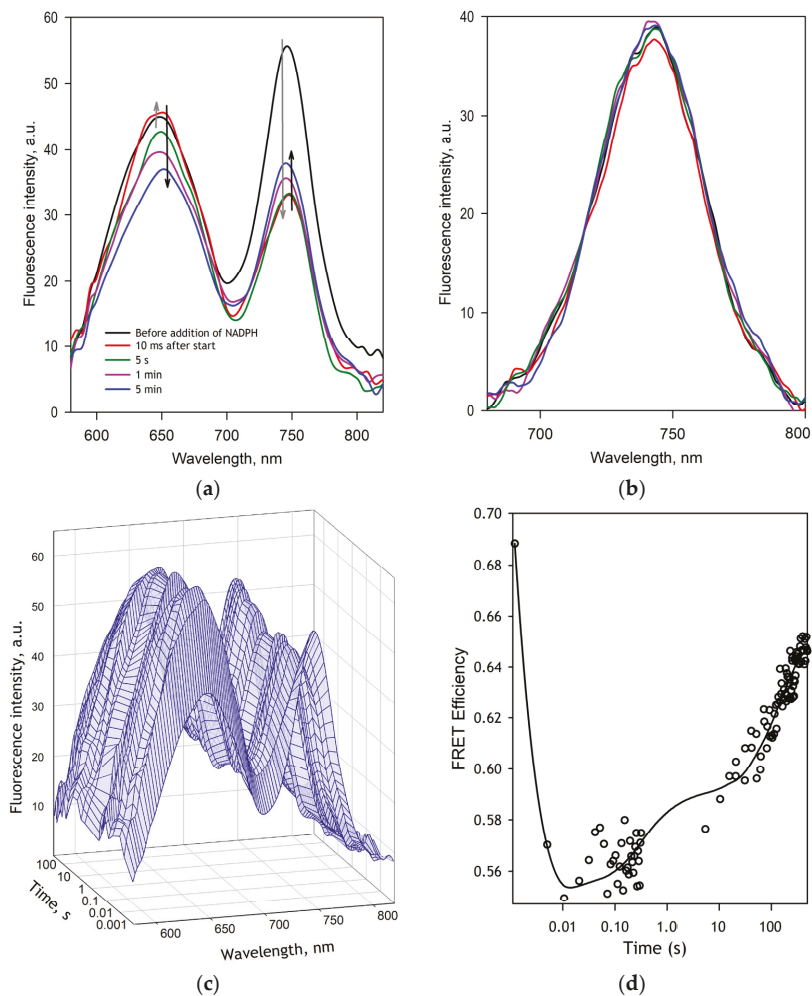 60
50
40
30
20
10
0
Fluorescence intensity, a.u.
Before addition of NADPH
10 ms after start
5 s
1 min
5 min
600 650 700 750 800
Wavelength, nm
(a)
40
30
20
10
0
Fluorescence intensity, a.u.
700 750 800
Wavelength, nm
(b)
60
50
40
30
20
10
Fluorescence intensity, a.u.
100
10
1
0.1
0.01
0.001
Time, s
600 650 700 750 800
Wavelength, nm
(c)
0.70
0.68
0.66
0.64
0.62
0.60
0.58
0.56
FRET Efficiency
0.01 0.10 1.0 10 100
Time (s)
(d)